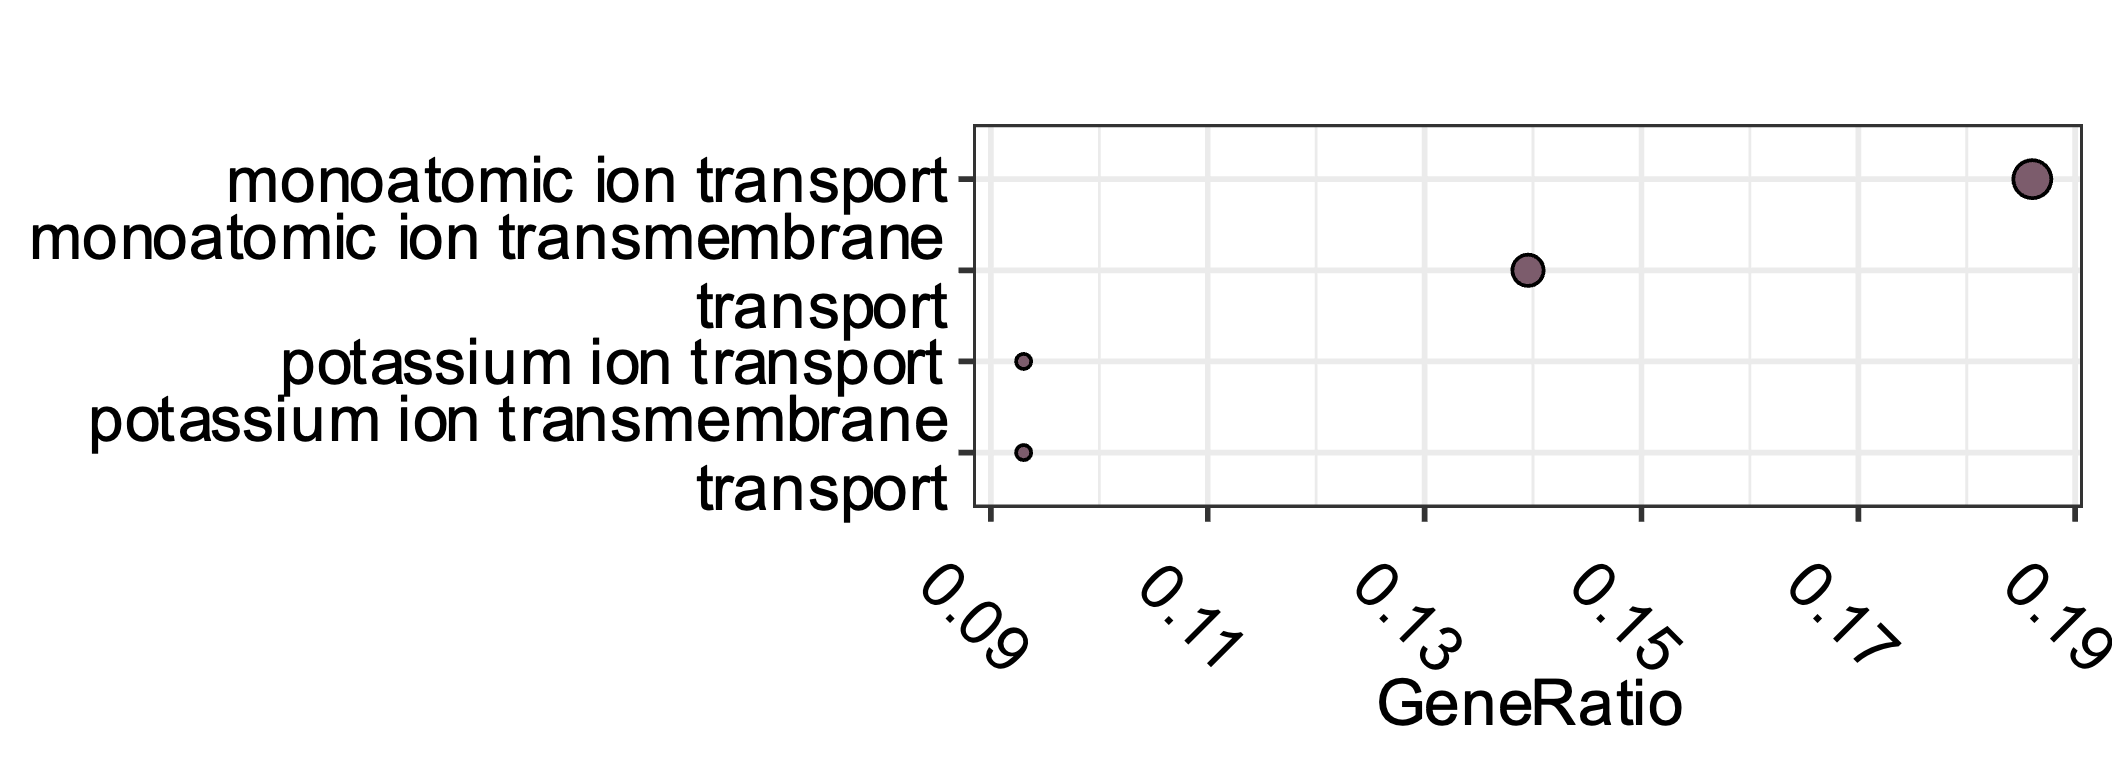 monoatomic ion transport
monoatomic ion transmembrane
transport
potassium ion transport
potassium ion transmembrane
transport
0.09
0.11
0.13
0.15
0.17
0.19
GeneRatio